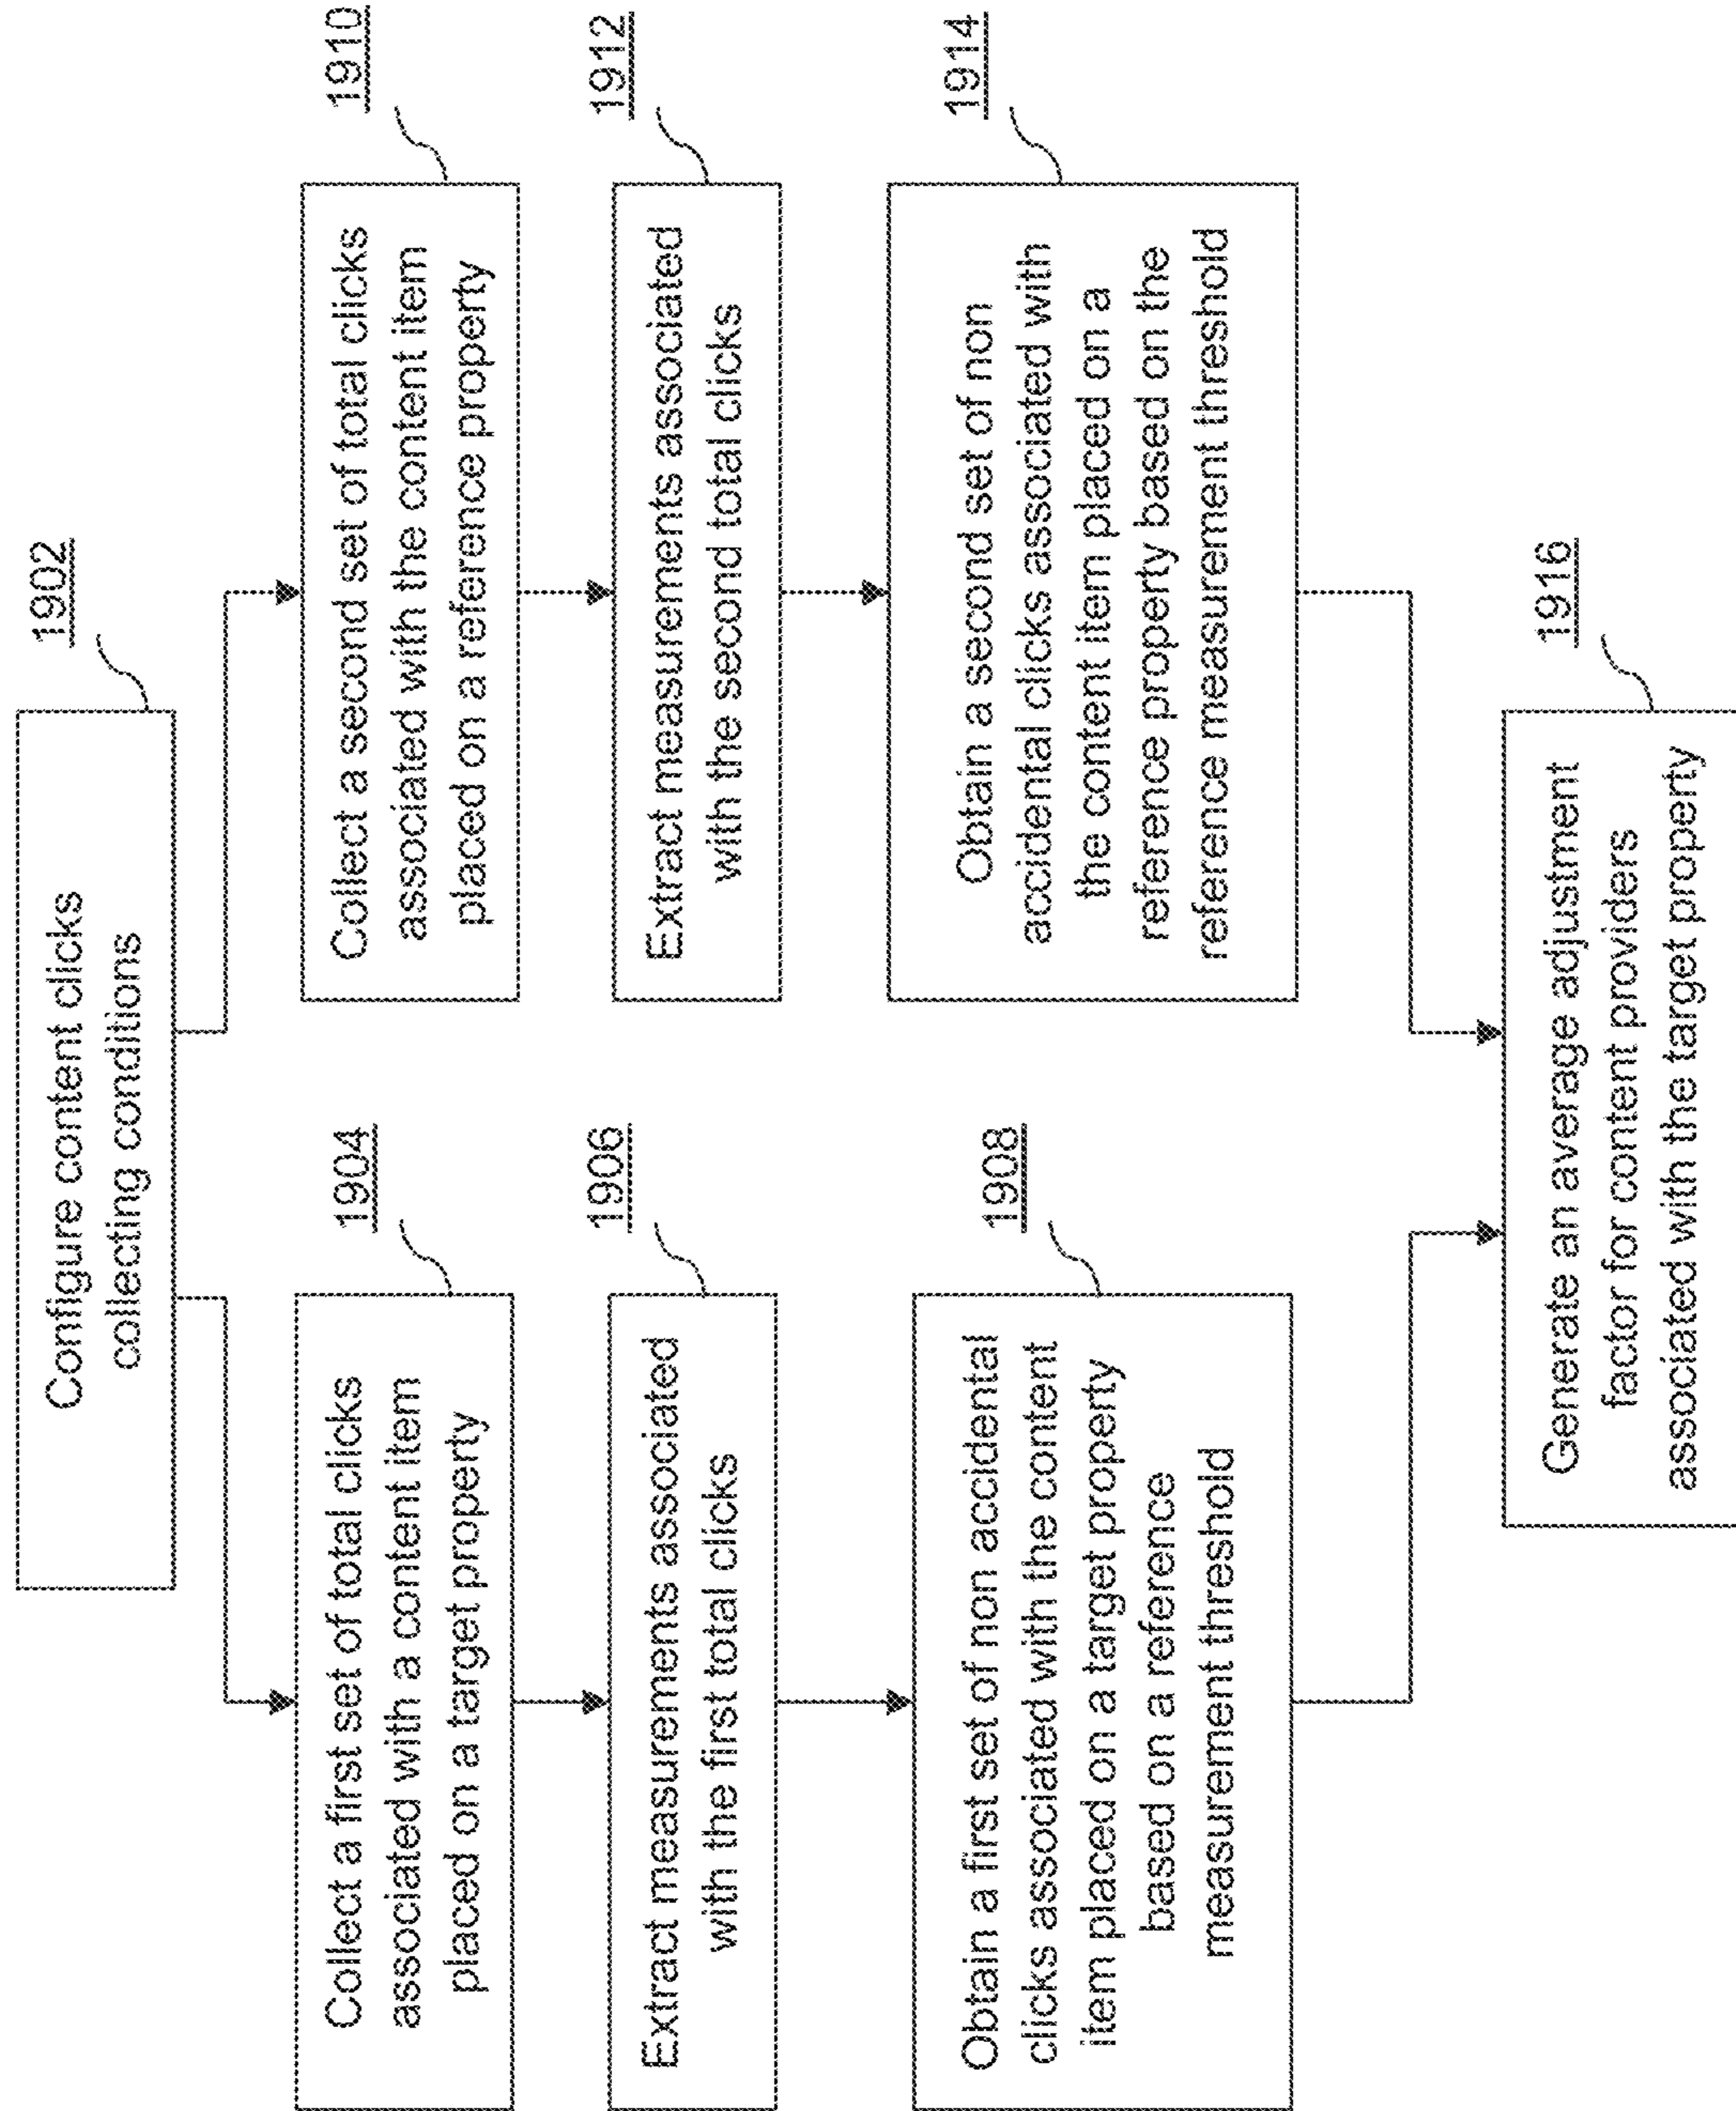 1902
Configure content clicks
collecting conditions
1904
Collect a first set of total clicks
associated with a content item
placed on a target property
1906
Extract measurements associated
with the first total clicks
1908
Obtain a first set of non accidental
clicks associated with the content
item placed on a target property
based on a reference
measurement threshold
1910
Collect a second set of total clicks
associated with the content item
placed on a reference property
1912
Extract measurements associated
with the second total clicks
1914
Obtain a second set of non
accidental clicks associated with
the content item placed on a
reference property based on the
reference measurement threshold
1916
Generate an average adjustment
factor for content providers
associated with the target property